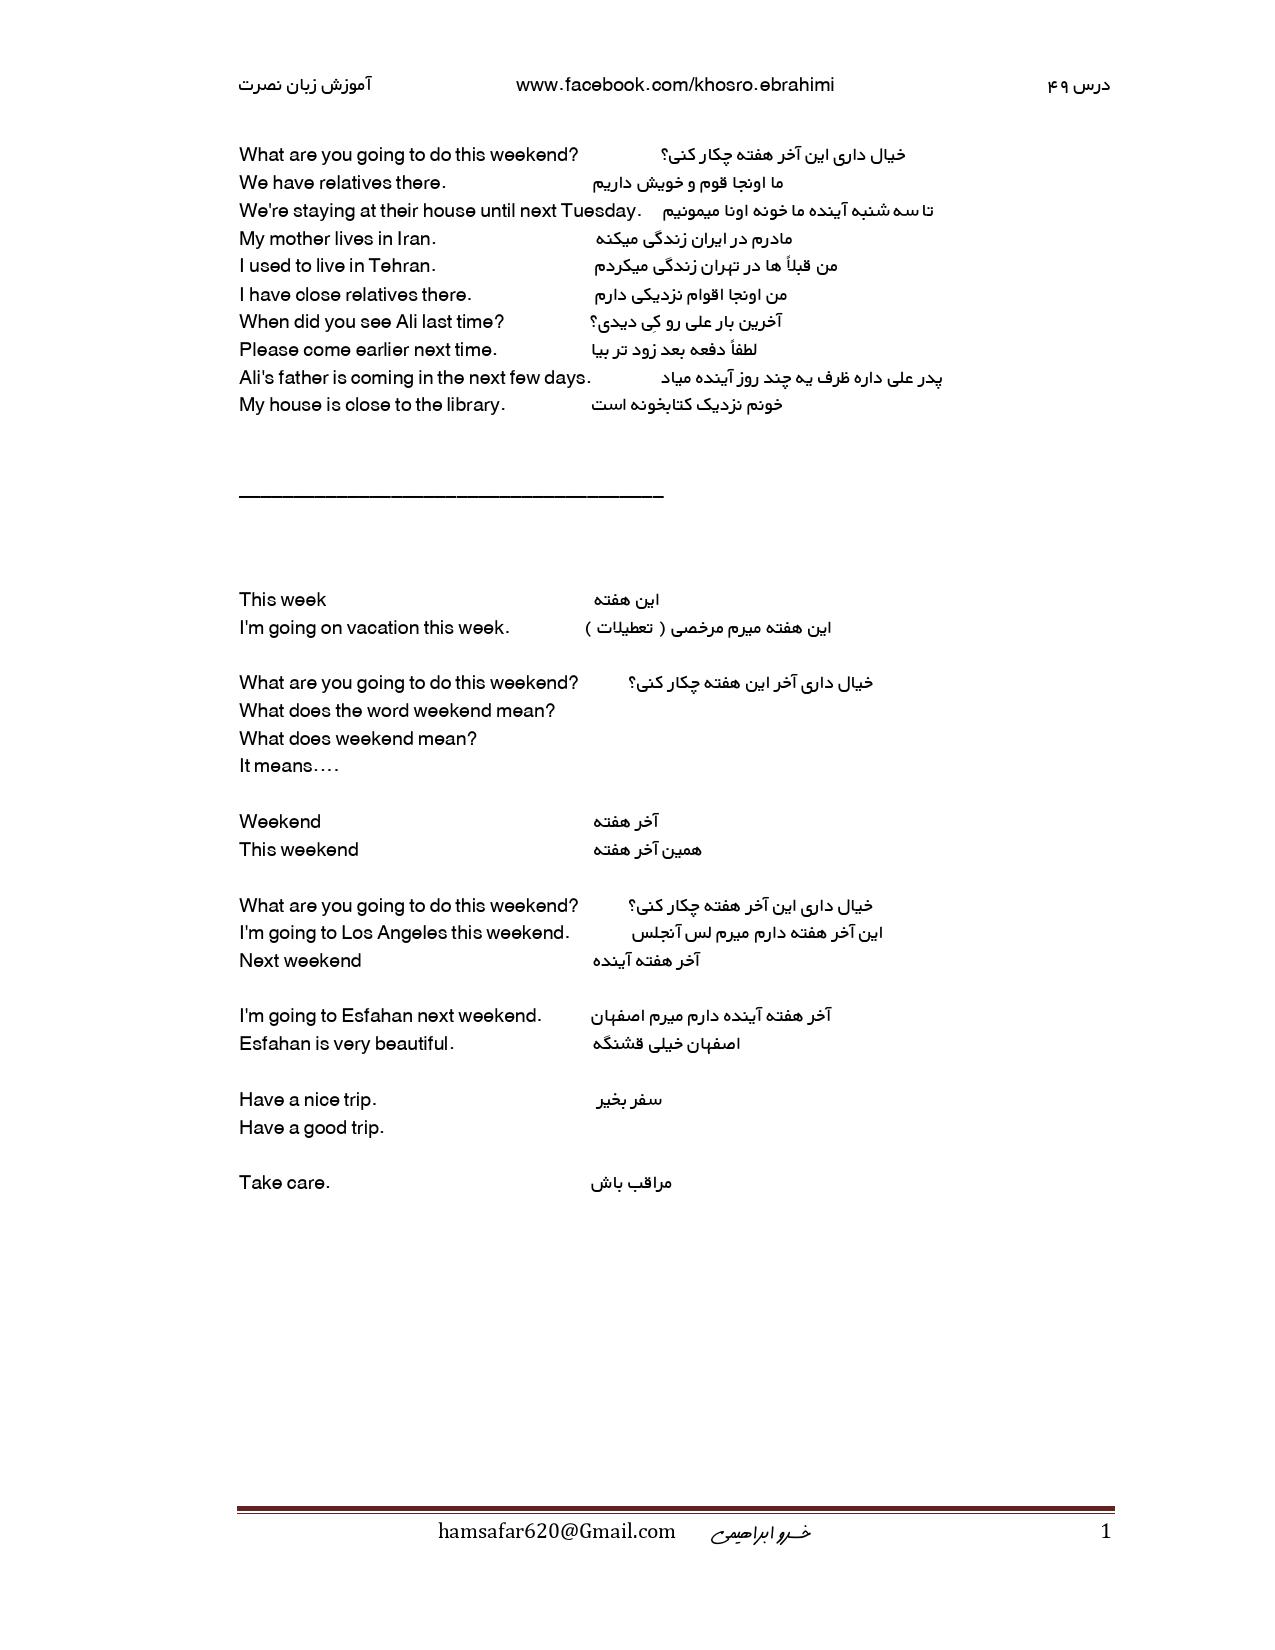 آموزش زبان نصرت www.facebook.com/khosro.ebrahimi درس ۴۹
What are you going to do this weekend? خیال داری این آخر هفته چکار کنی؟
We have relatives there. ما اونجا قوم و خویش داریم
We're staying at their house until next Tuesday. تا سه شنبه آینده ما خونه اونا میمونیم
My mother lives in Iran. مادرم در ایران زندگی میکنه
I used to live in Tehran. من قبلاً ها در تهران زندگی میکردم
I have close relatives there. من اونجا اقوام نزدیکی دارم
When did you see Ali last time? آخرین بار علی رو کِی دیدی؟
Please come earlier next time. لطفاً دفعه بعد زود تر بیا
Ali's father is coming in the next few days. پدر علی داره ظرف یه چند روز آینده میاد
My house is close to the library. خونم نزدیک کتابخونه است
_______________________________________
This week این هفته
I'm going on vacation this week. این هفته میرم مرخصی ( تعطیلات )
What are you going to do this weekend? خیال داری آخر این هفته چکار کنی؟
What does the word weekend mean?
What does weekend mean?
It means....
Weekend آخر هفته
This weekend همین آخر هفته
What are you going to do this weekend? خیال داری این آخر هفته چکار کنی؟
I'm going to Los Angeles this weekend. این آخر هفته دارم میرم لس آنجلس
Next weekend آخر هفته آینده
I'm going to Esfahan next weekend. آخر هفته آینده دارم میرم اصفهان
Esfahan is very beautiful. اصفهان خیلی قشنگه
Have a nice trip. سفر بخیر
Have a good trip.
Take care. مراقب باش
hamsafar620@Gmail.com خسرو ابراهیمی 1